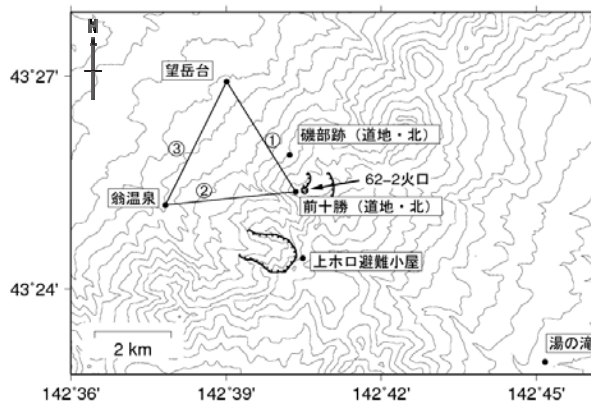 N
43°27'
望岳台
磯部跡（道地・北）
①
③
62-2火口
②
翁温泉
前十勝（道地・北）
上ホロ避難小屋
43°24'
2 km
湯の滝
142°36'
142°39'
142°42'
142°45'